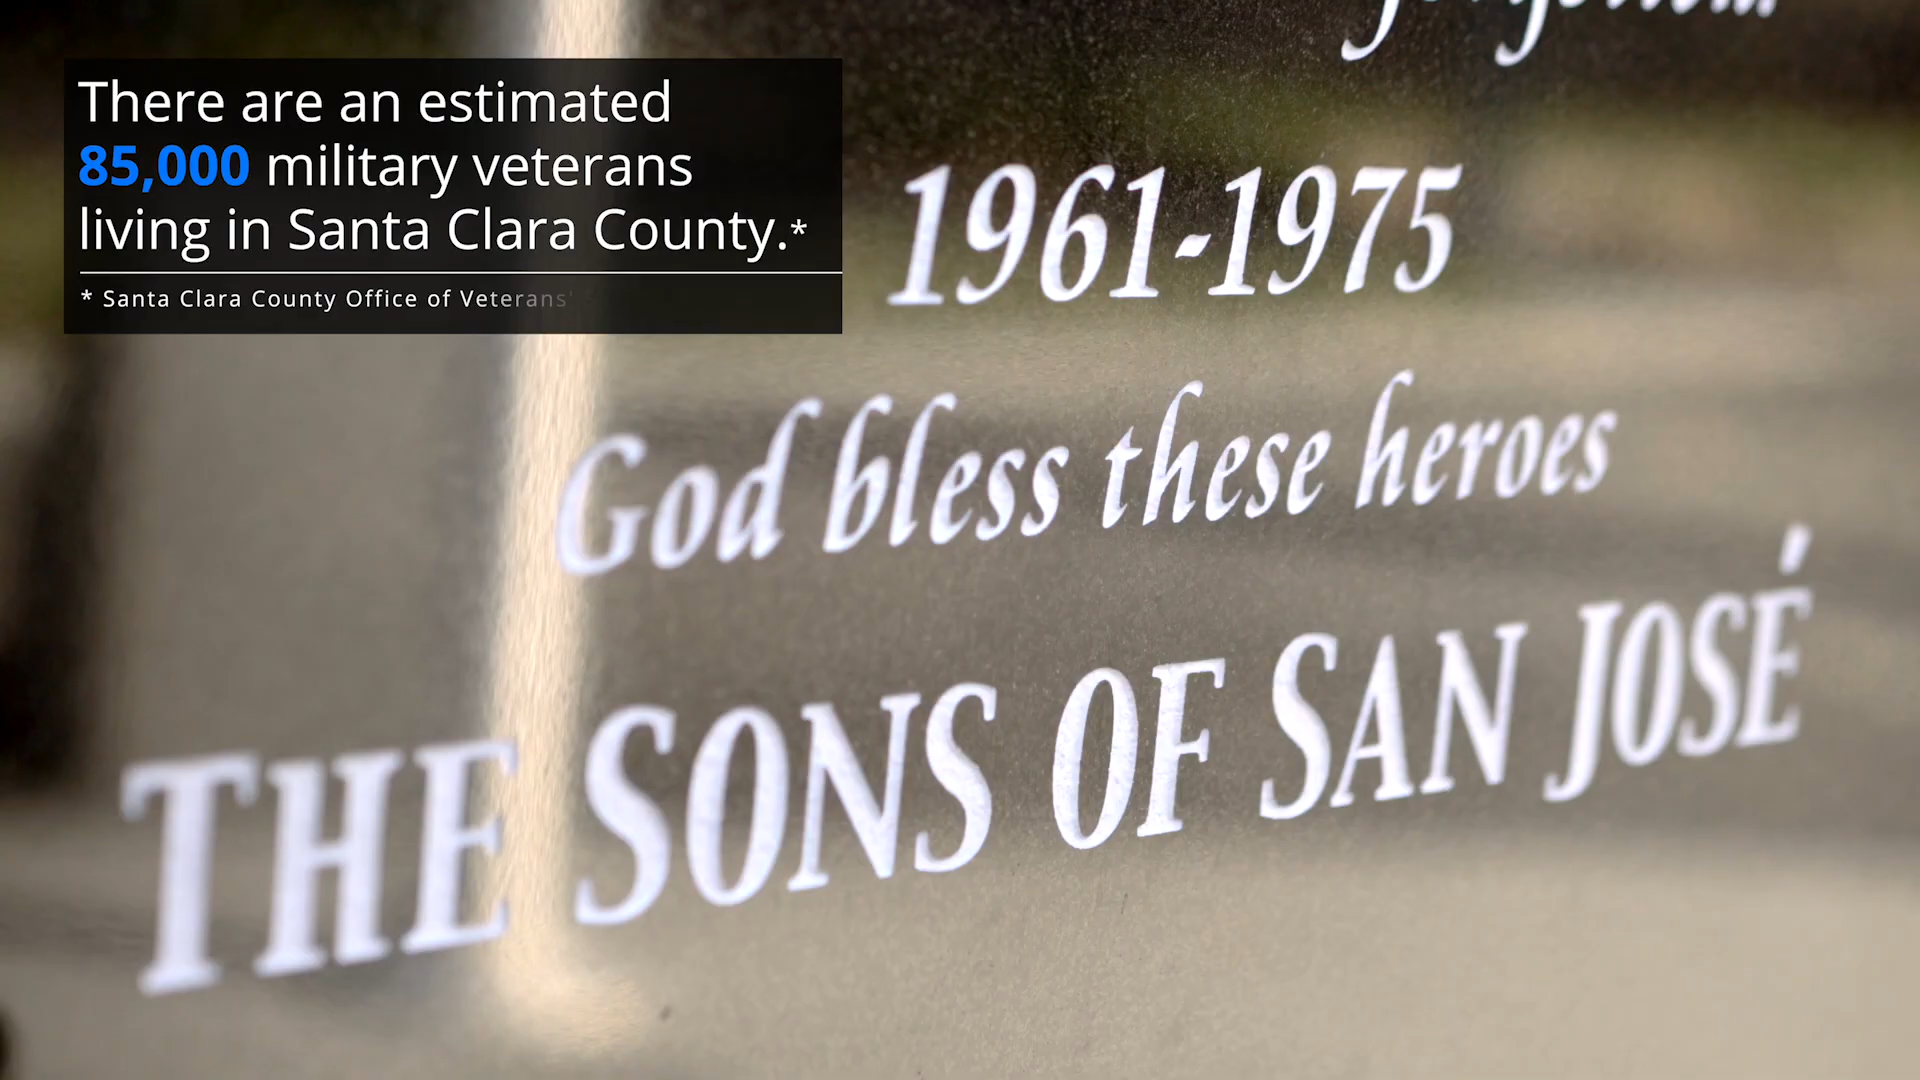 There are an estimated
85,000 military veterans
living in Santa Clara County.*
* Santa Clara County Office of Veterans'
1961-1975
God bless these heroes
THE SONS OF SAN JOSÉ